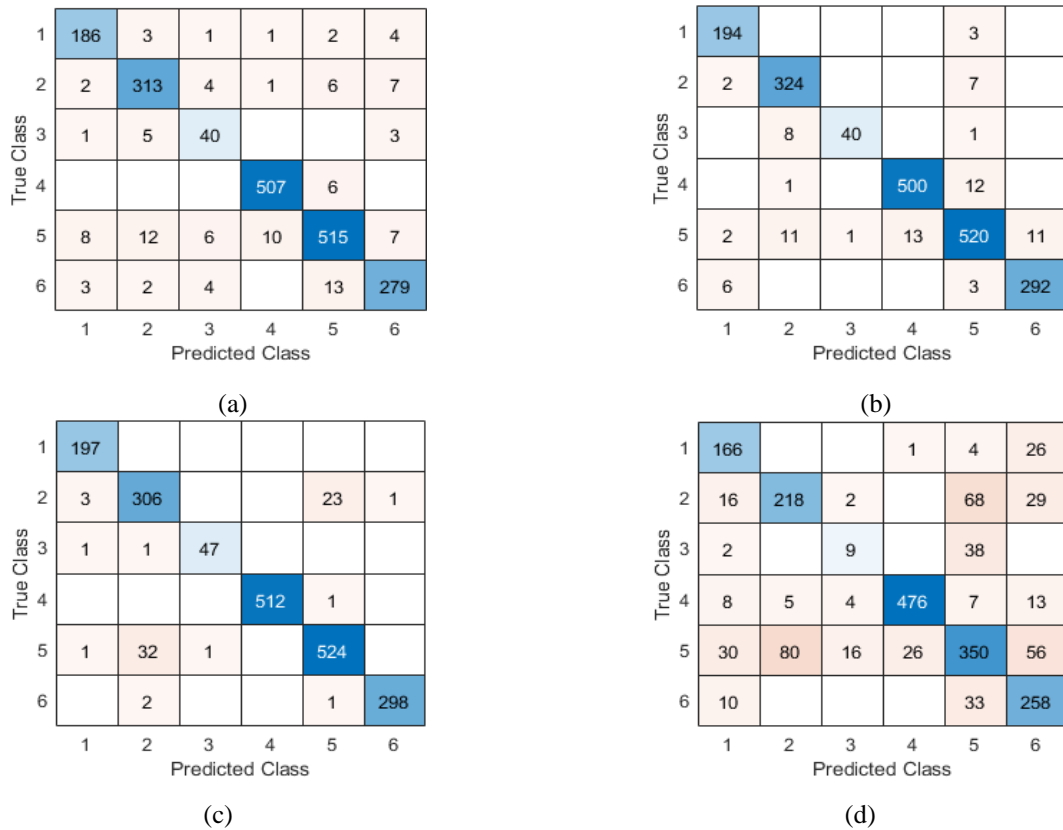 1 186 3 1 1 2 4
2 2 313 4 1 6 7
3 1 5 40 3
4 507 6
5 8 12 6 10 515 7
6 3 2 4 13 279
1 2 3 4 5 6
Predicted Class
True Class
(a)
1 194 3
2 2 324 7
3 8 40 1
4 1 500 12
5 2 11 1 13 520 11
6 6 3 292
1 2 3 4 5 6
Predicted Class
True Class
(b)
1 197
2 3 306 23 1
3 1 1 47
4 512 1
5 1 32 1 524
6 2 1 298
1 2 3 4 5 6
Predicted Class
True Class
(c)
1 166 1 4 26
2 16 218 2 68 29
3 2 9 38
4 8 5 4 476 7 13
5 30 80 16 26 350 56
6 10 33 258
1 2 3 4 5 6
Predicted Class
True Class
(d)